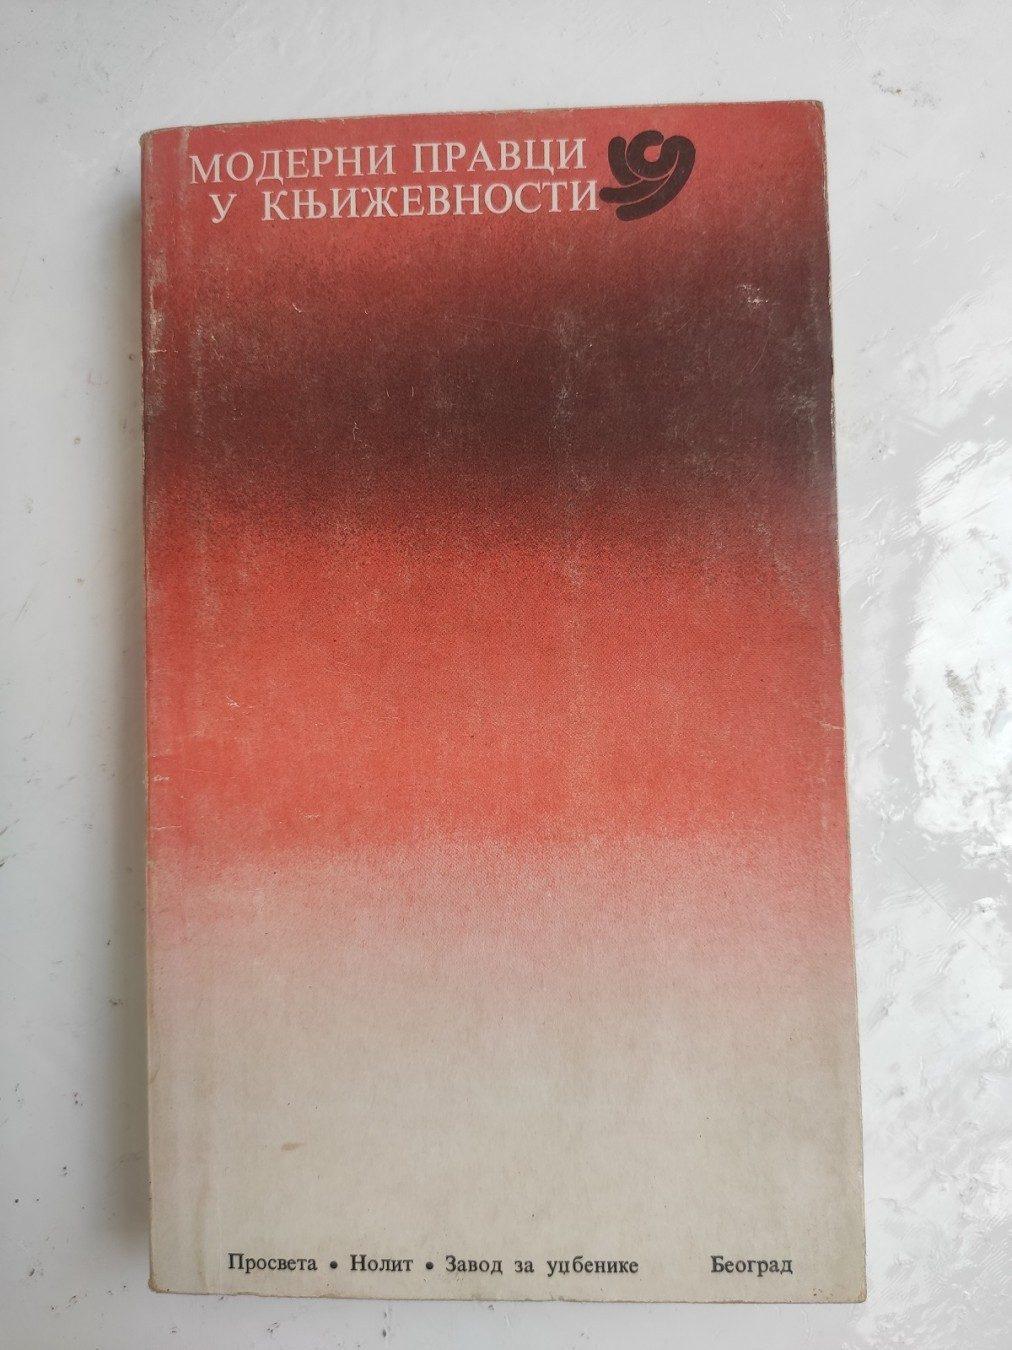 МОДЕРНИ ПРАВЦИ
У КЊИЖЕВНОСТИ
Просвета • Нолит • Завод за уџбенике Београд